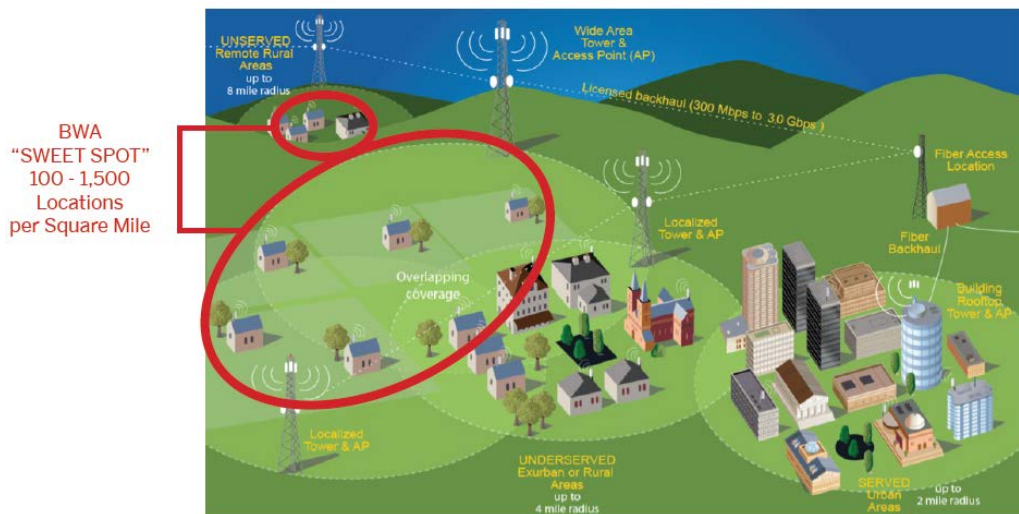 UNSERVED
Remote Rural
Areas
up to
8 mile radius
Wide Area
Tower &
Access Point (AP)
Licensed backhaul (300 Mbps to 3.0 Gbps )
BWA
“SWEET SPOT”
100 - 1,500
Locations
per Square Mile
Fiber Access
Location
Localized
Tower & AP
Fiber
Backhaul
Overlapping
coverage
Building
Rooftop
Tower & AP
Localized
Tower & AP
UNDERSERVED
Exurban or Rural
Areas
up to
4 mile radius
SERVED
Urban
Areas
up to
2 mile radius